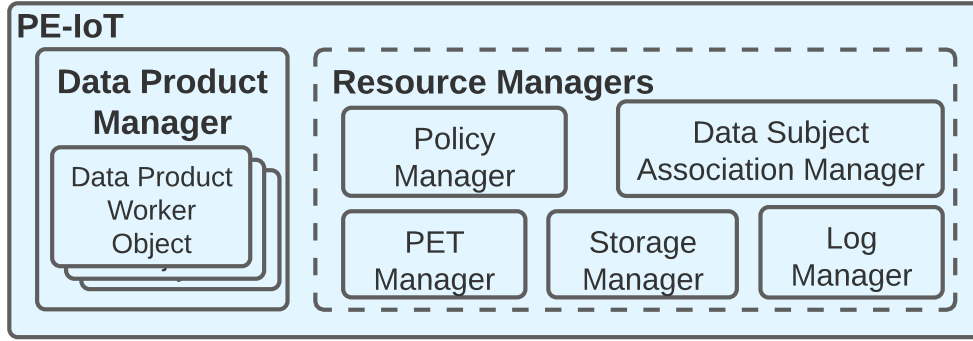 PE-IoT
Data Product
Manager
Data Product
Worker
Object
Resource Managers
Policy
Manager
Data Subject
Association Manager
PET
Manager
Storage
Manager
Log
Manager